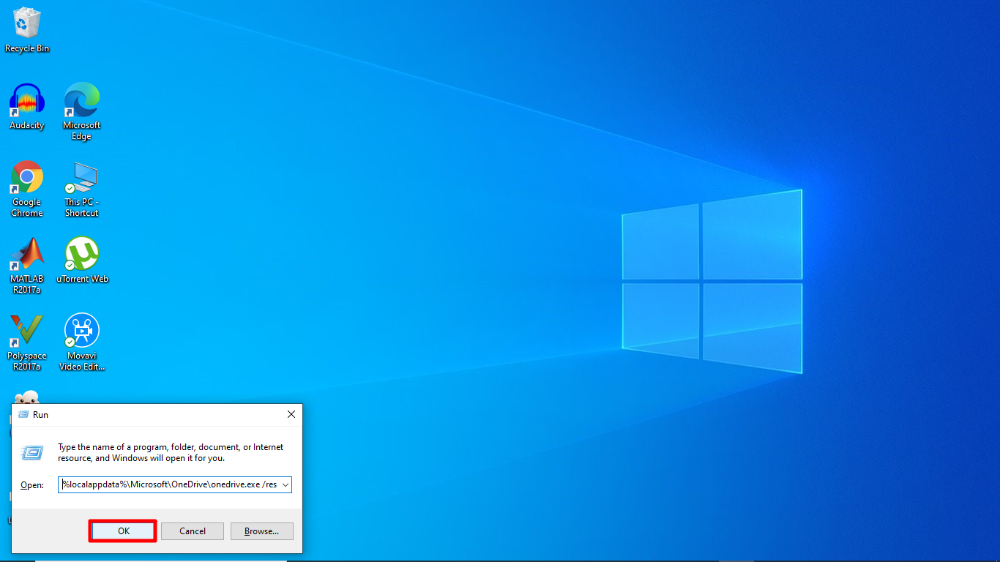 Recycle Bin
Audacity
Microsoft
Edge
Google
Chrome
This PC -
Shortcut
MATLAB
R2017a
uTorrent Web
Polyspace
R2017a
Movavi
Video Edit...
Run
Type the name of a program, folder, document, or Internet
resource, and Windows will open it for you.
Open:
%localappdata%\Microsoft\OneDrive\onedrive.exe /res
OK
Cancel
Browse...